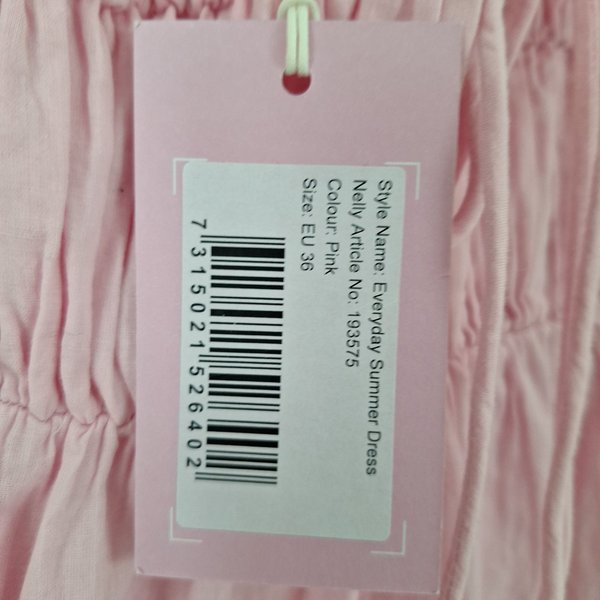 Style Name: Everyday Summer Dress
Nelly Article No: 193575
Colour: Pink
Size: EU 36
7 315021 526402